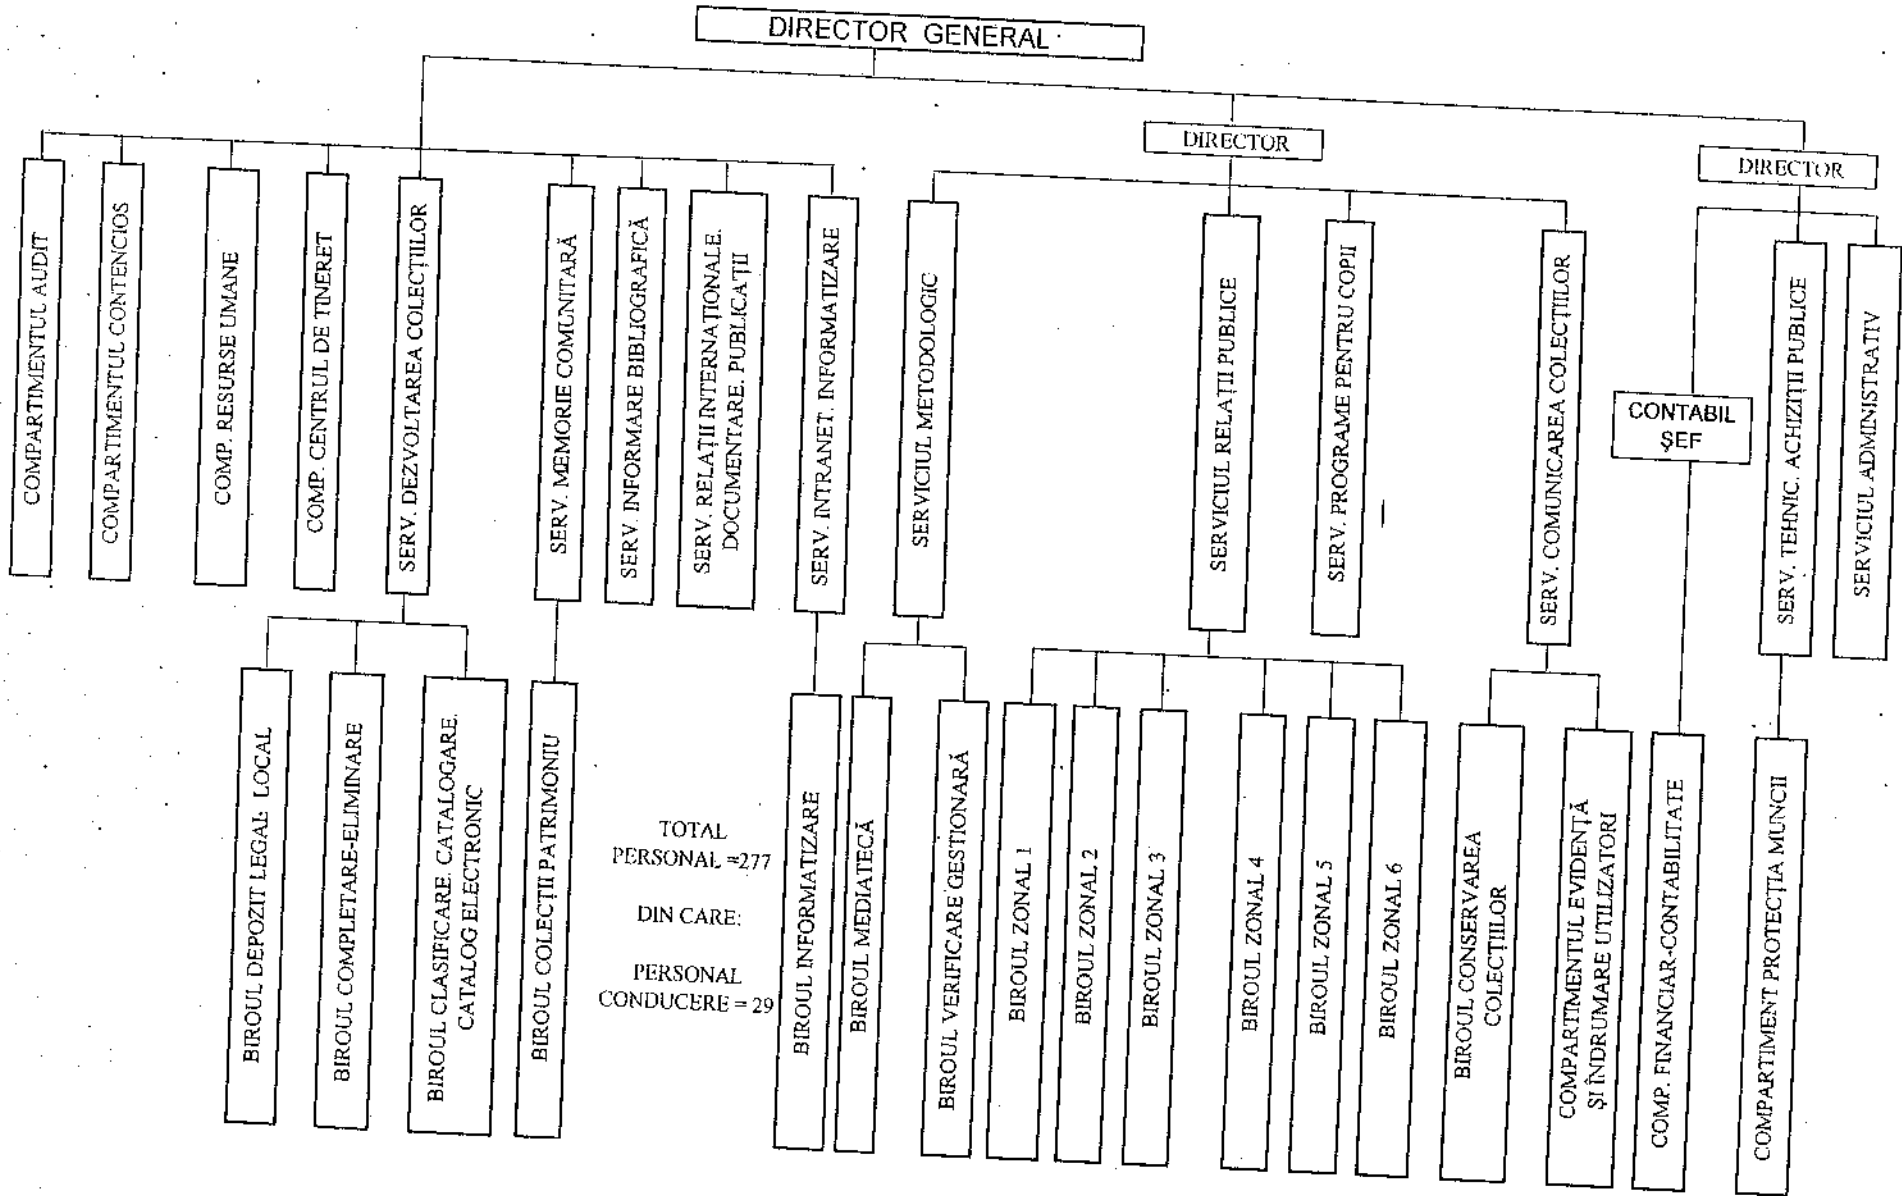 DIRECTOR GENERAL
DIRECTOR
DIRECTOR
COMPARTIMENTUL AUDIT
COMPARTIMENTUL CONTENCIOS
COMP. RESURSE UMANE
COMP. CENTRUL DE TINERET
SERV. DEZVOLTAREA COLECȚIILOR
SERV. MEMORIE COMUNITARĂ
SERV. INFORMARE BIBLIOGRAFICĂ
SERV. RELAȚII INTERNAȚIONALE.
DOCUMENTARE. PUBLICAȚII
SERV. INTRANET. INFORMATIZARE
SERVICIUL METODOLOGIC
SERVICIUL RELAȚII PUBLICE
SERV. PROGRAME PENTRU COPII
SERV. COMUNICAREA COLECȚIILOR
CONTABIL
ȘEF
SERV. TEHNIC. ACHIZIȚII PUBLICE
SERVICIUL ADMINISTRATIV
BIROUL DEPOZIT LEGAL LOCAL
BIROUL COMPLETARE-ELIMINARE
BIROUL CLASIFICARE. CATALOGARE.
CATALOG ELECTRONIC
BIROUL COLECȚII PATRIMONIU
TOTAL
PERSONAL =277
DIN CARE:
PERSONAL
CONDUCERE = 29
BIROUL INFORMATIZARE
BIROUL MEDIATECĂ
BIROUL VERIFICARE GESTIONARĂ
BIROUL ZONAL 1
BIROUL ZONAL 2
BIROUL ZONAL 3
BIROUL ZONAL 4
BIROUL ZONAL 5
BIROUL ZONAL 6
BIROUL CONSERVAREA
COLECȚIILOR
COMPARTIMENTUL EVIDENȚĂ
ȘI ÎNDRUMARE UTILIZATORI
COMP. FINANCIAR-CONTABILITATE
COMPARTIMENT PROTECȚIA MUNCII